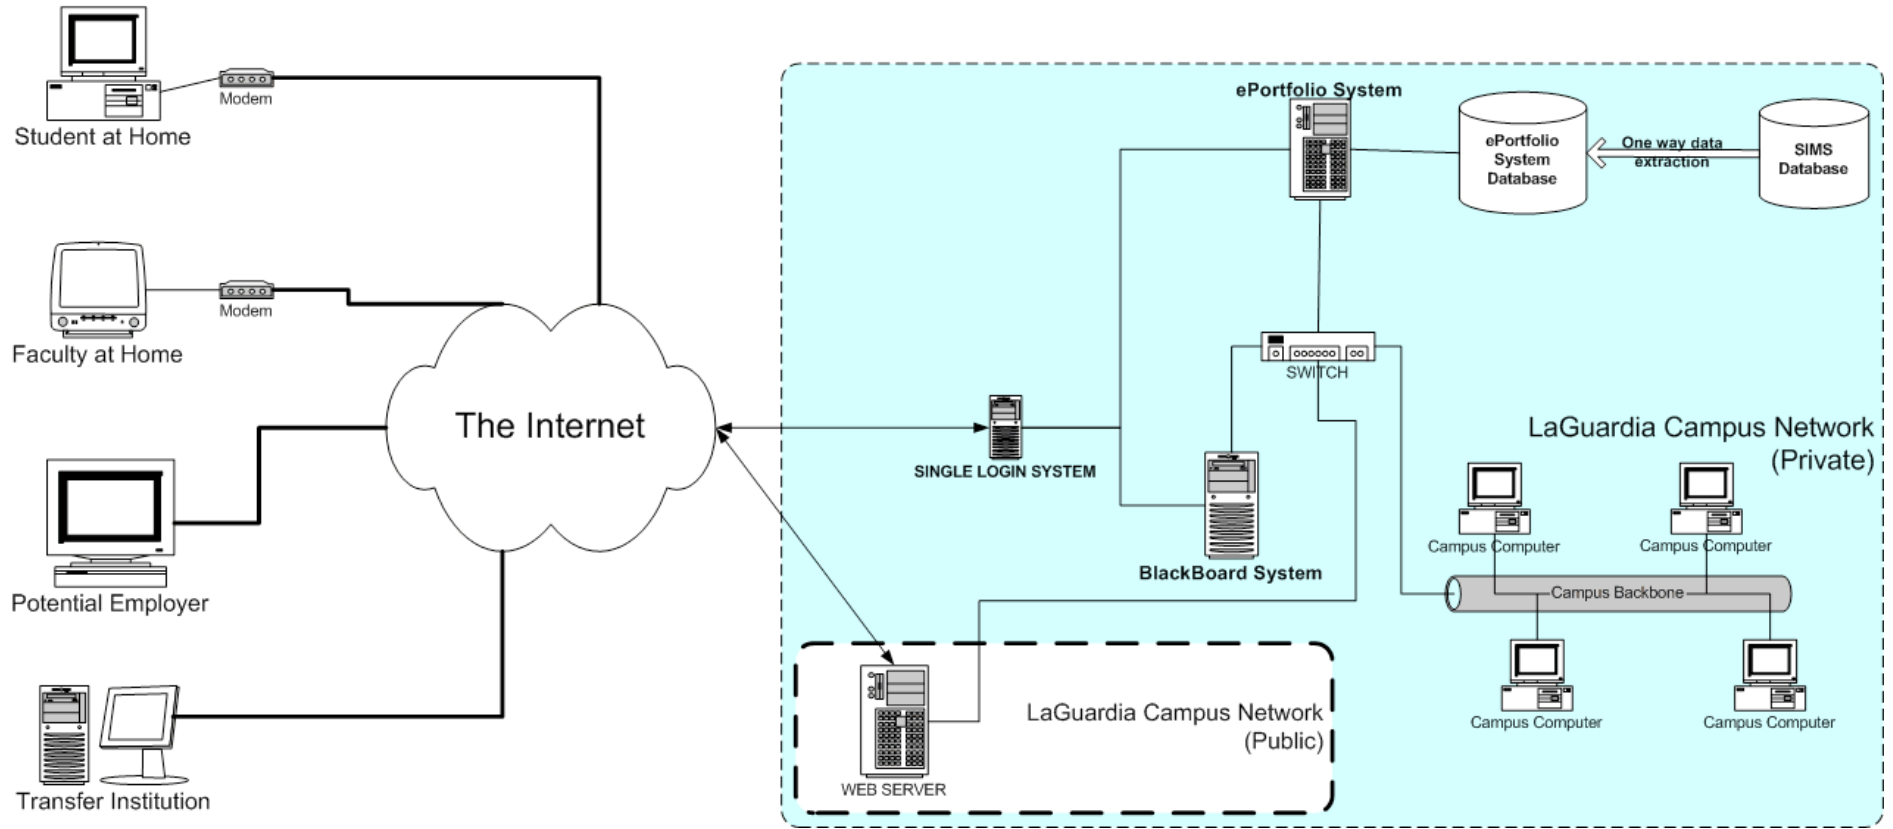 Student at Home
Modem
Faculty at Home
Modem
Potential Employer
Transfer Institution
The Internet
ePortfolio System
ePortfolio
System
Database
One way data
extraction
SIMS
Database
SWITCH
SINGLE LOGIN SYSTEM
BlackBoard System
LaGuardia Campus Network
(Private)
Campus Computer
Campus Computer
Campus Backbone
Campus Computer
Campus Computer
LaGuardia Campus Network
(Public)
WEB SERVER